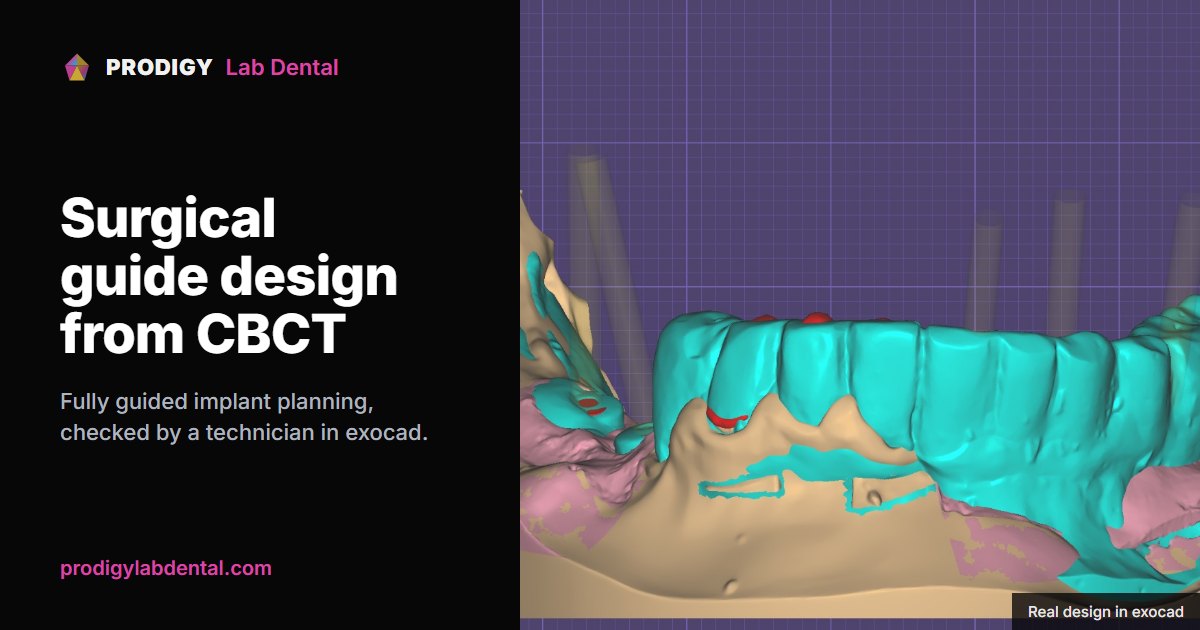 PRODIGY Lab Dental
Surgical
guide design
from CBCT
Fully guided implant planning,
checked by a technician in exocad.
prodigylabdental.com
Real design in exocad